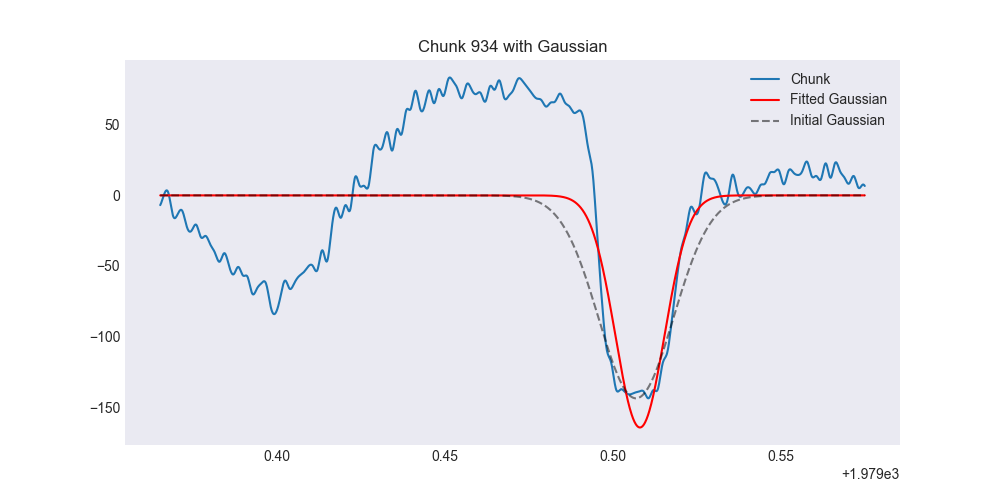 Chunk 934 with Gaussian
Chunk
Fitted Gaussian
Initial Gaussian
50
0
−50
−100
−150
0.40 0.45 0.50 0.55
+1.979e3